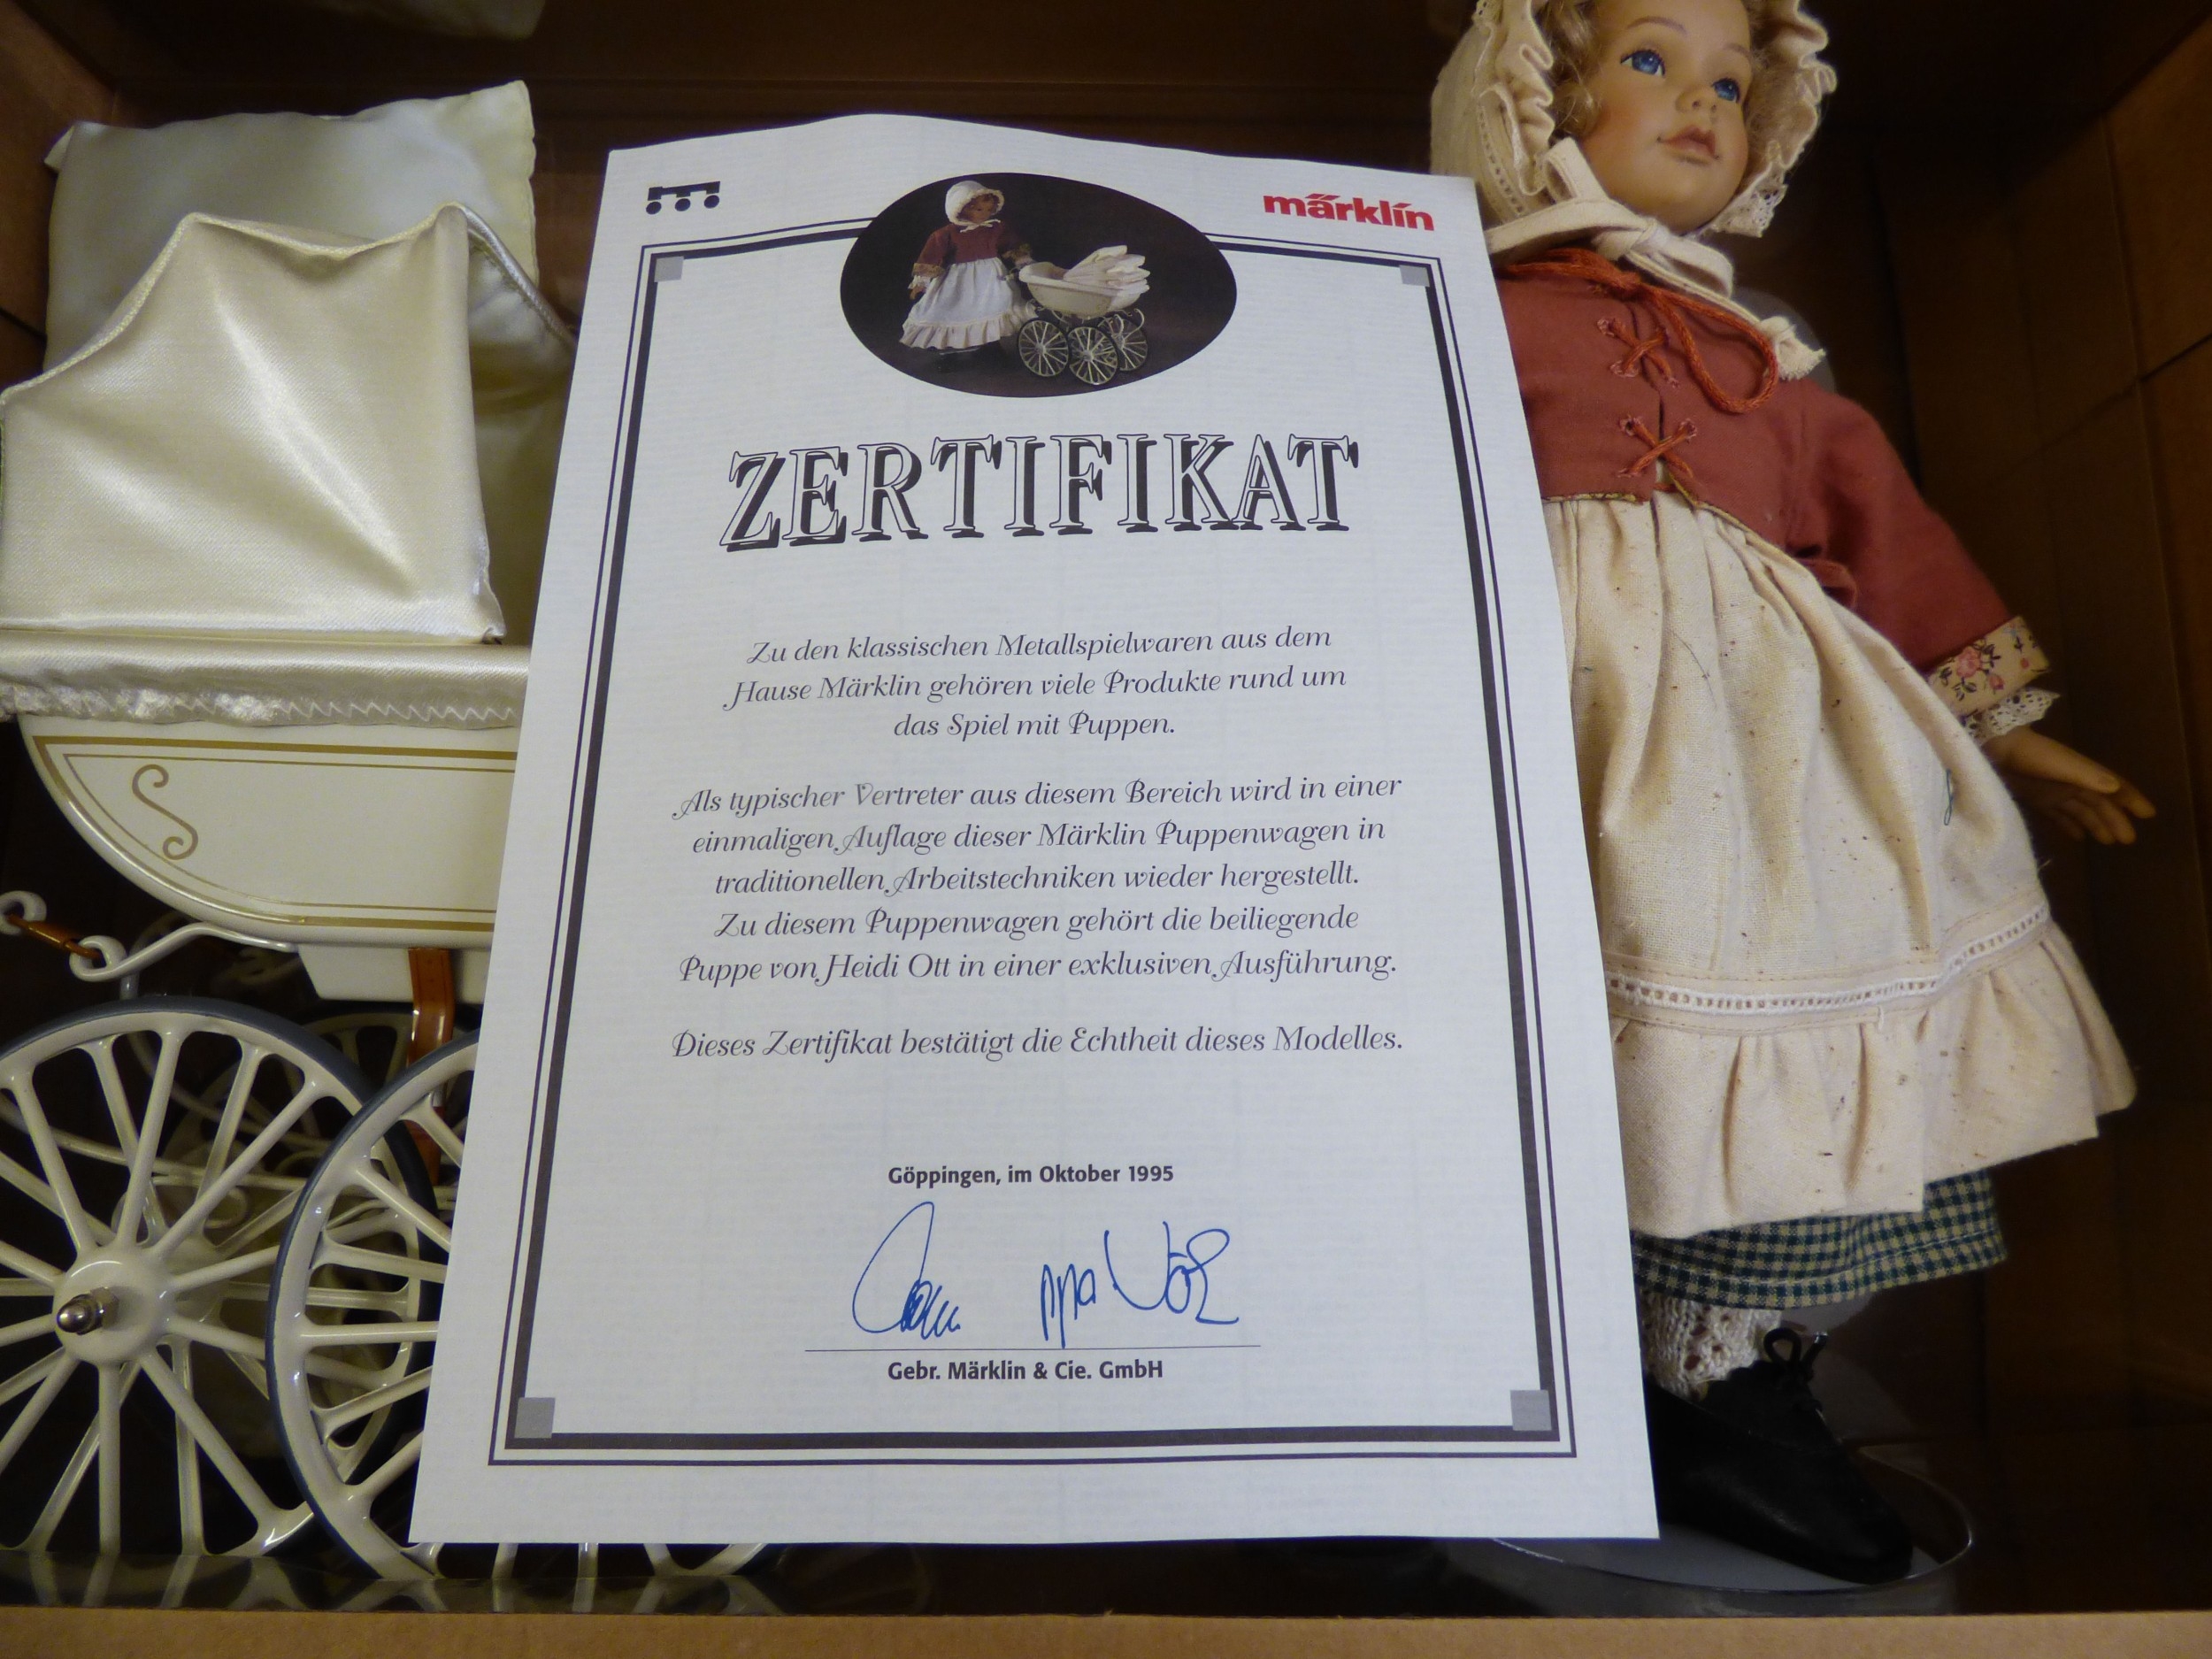 märklin
ZERTIFIKAT
Zu den klassischen Metallspielwaren aus dem
Hause Märklin gehören viele Produkte rund um
das Spiel mit Puppen.
Als typischer Vertreter aus diesem Bereich wird in einer
einmaligen Auflage dieser Märklin Puppenwagen in
traditionellen Arbeitstechniken wieder hergestellt.
Zu diesem Puppenwagen gehört die beiliegende
Puppe von Heidi Ott in einer exklusiven Ausführung.
Dieses Zertifikat bestätigt die Echtheit dieses Modelles.
Göppingen, im Oktober 1995
Gebr. Märklin & Cie. GmbH